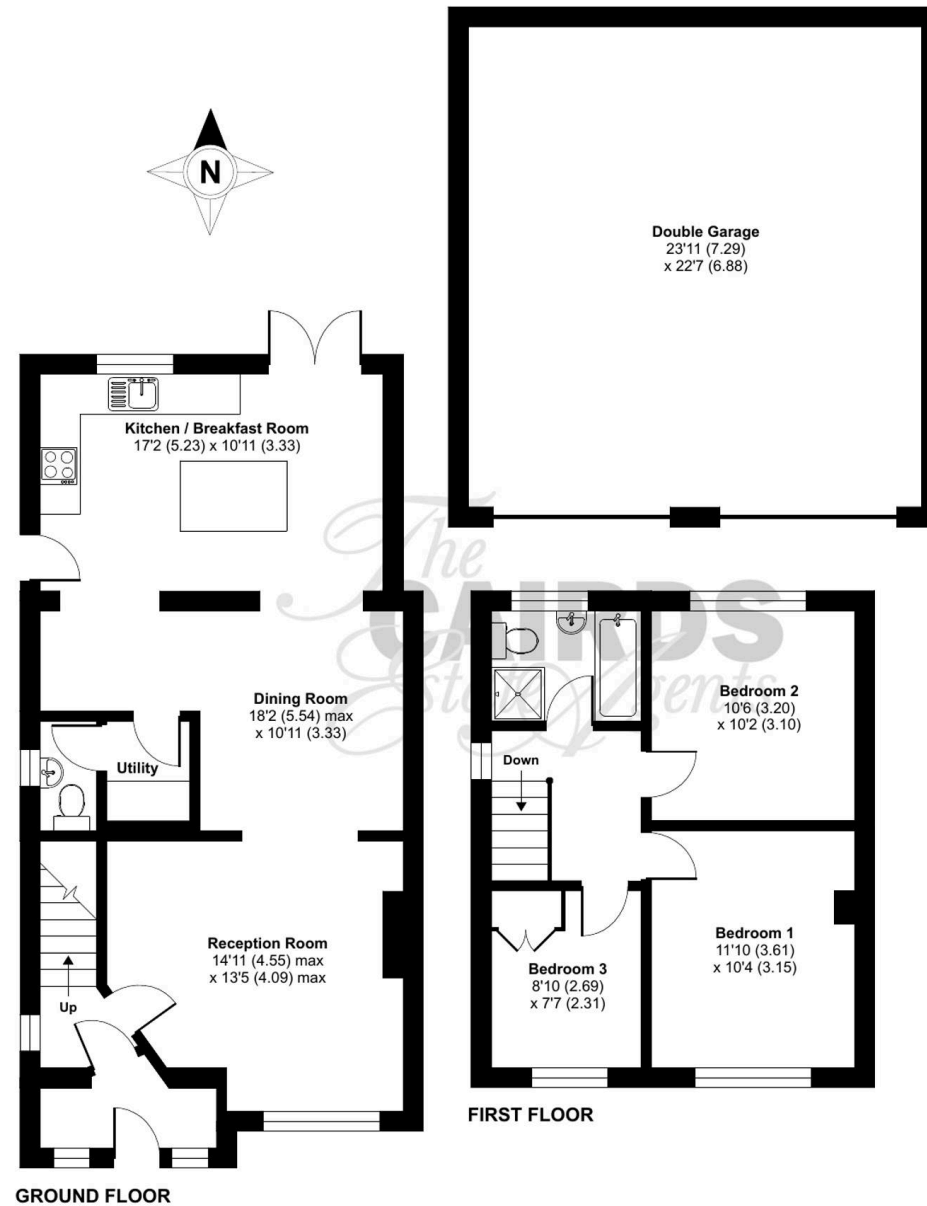 N
Double Garage
23'11 (7.29)
x 22'7 (6.88)
Kitchen / Breakfast Room
17'2 (5.23) x 10'11 (3.33)
The
CAIRDS
Estate Agents
Dining Room
18'2 (5.54) max
x 10'11 (3.33)
Utility
Reception Room
14'11 (4.55) max
x 13'5 (4.09) max
Up
GROUND FLOOR
Down
Bedroom 2
10'6 (3.20)
x 10'2 (3.10)
Bedroom 1
11'10 (3.61)
x 10'4 (3.15)
Bedroom 3
8'10 (2.69)
x 7'7 (2.31)
FIRST FLOOR